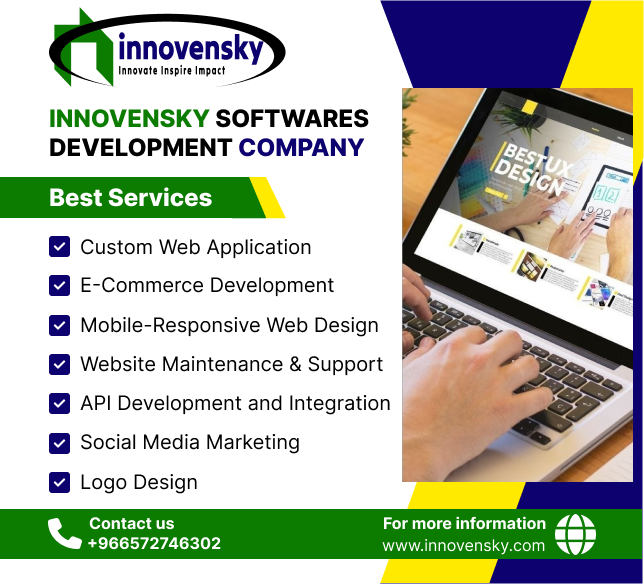 innovensky
Innovate Inspire Impact
INNOVENSKY SOFTWARES
DEVELOPMENT COMPANY
Best Services
Custom Web Application
E-Commerce Development
Mobile-Responsive Web Design
Website Maintenance & Support
API Development and Integration
Social Media Marketing
Logo Design
BEST UX
DESIGN
Contact us
+966572746302
For more information
www.innovensky.com